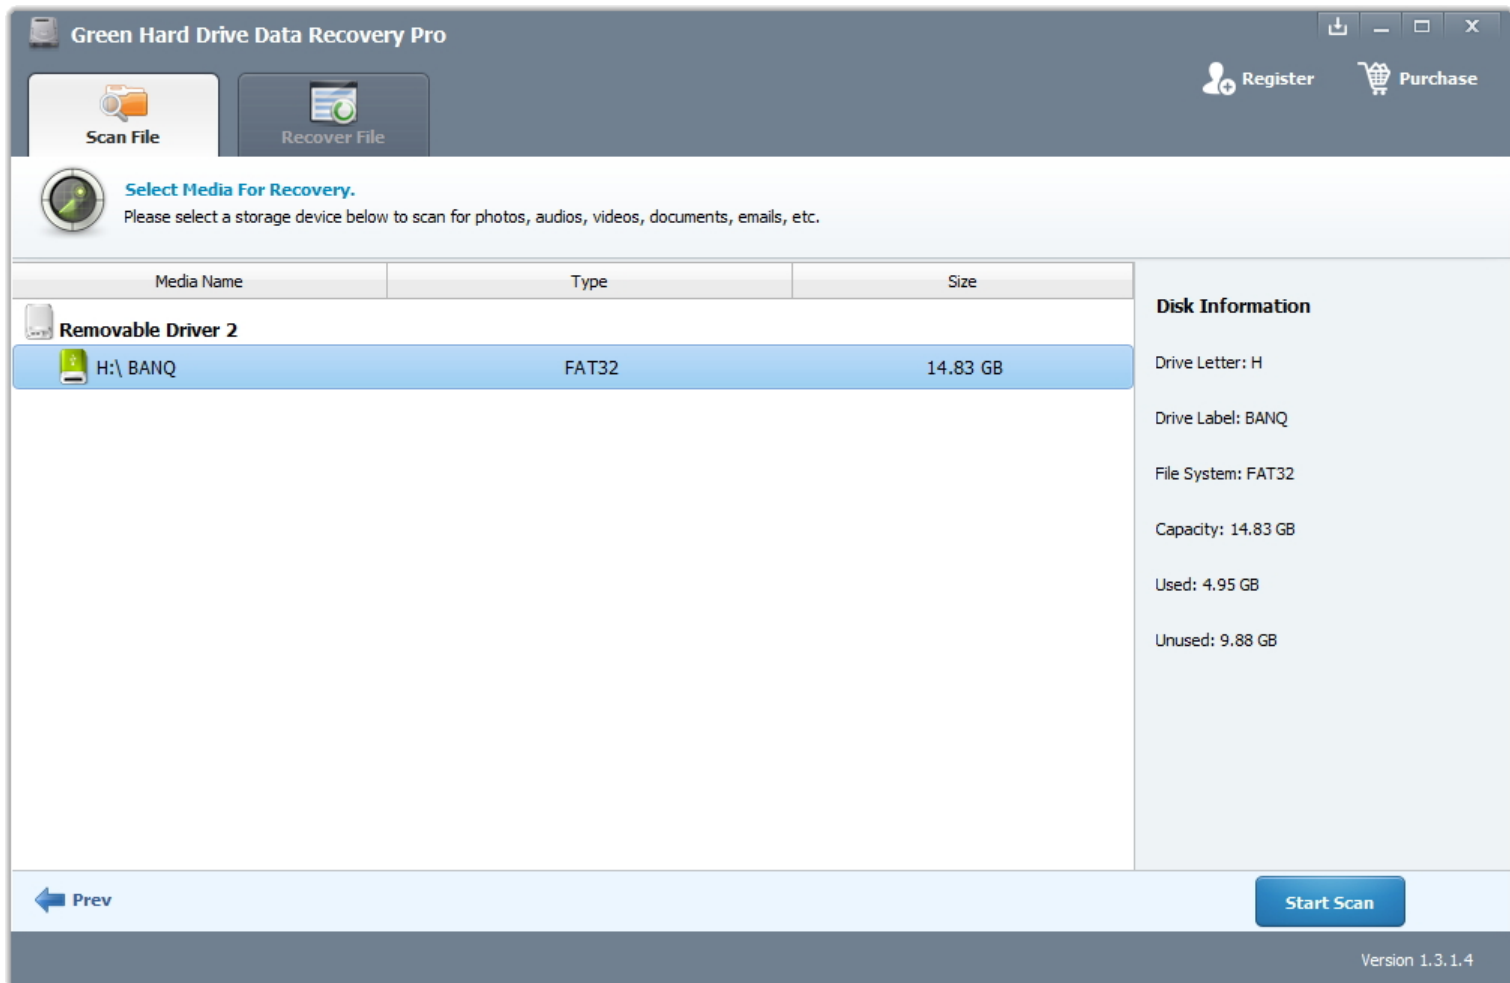 Green Hard Drive Data Recovery Pro
Register
Purchase
Scan File
Recover File
Select Media For Recovery.
Please select a storage device below to scan for photos, audios, videos, documents, emails, etc.
Media Name
Type
Size
Removable Driver 2
H:\ BANQ
FAT32
14.83 GB
Disk Information
Drive Letter: H
Drive Label: BANQ
File System: FAT32
Capacity: 14.83 GB
Used: 4.95 GB
Unused: 9.88 GB
Prev
Start Scan
Version 1.3.1.4